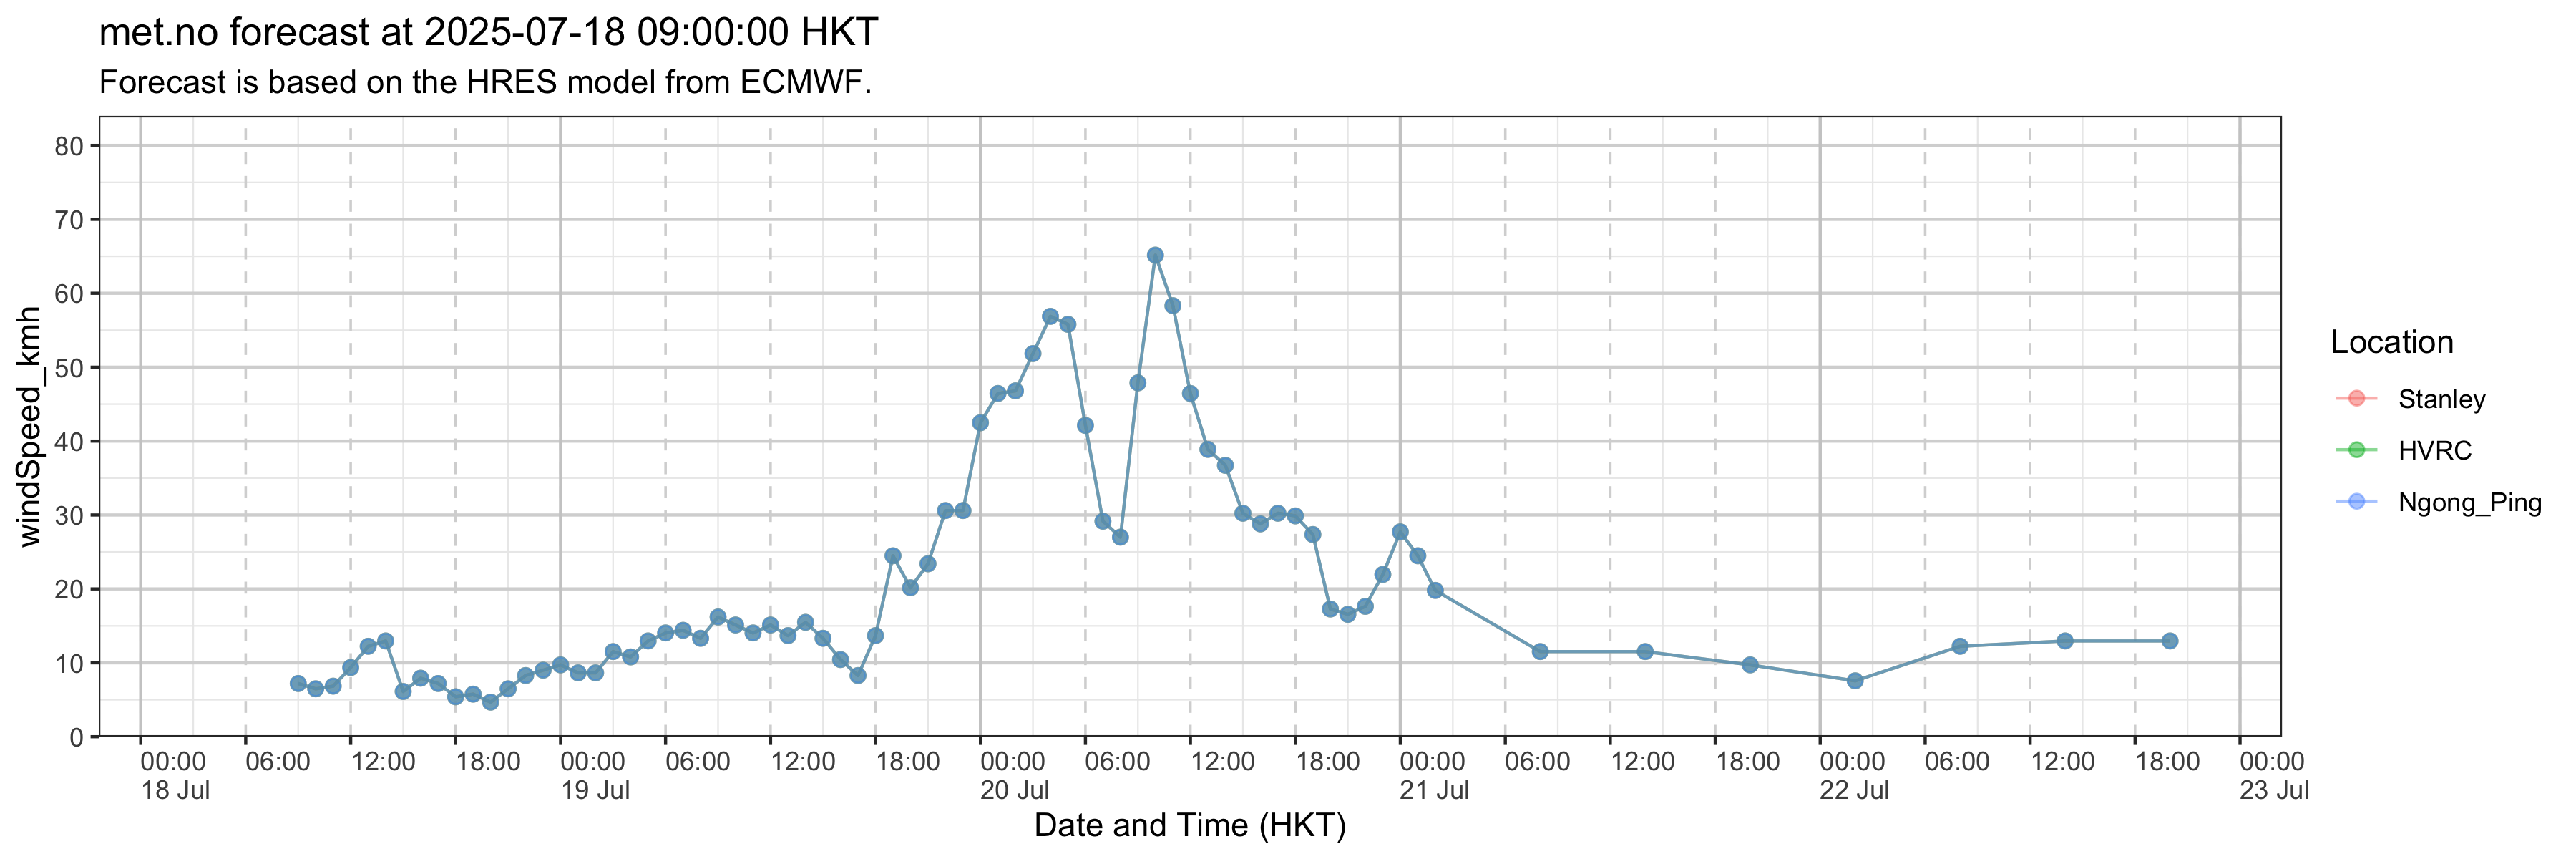 met.no forecast at 2025-07-18 09:00:00 HKT
Forecast is based on the HRES model from ECMWF.
windSpeed_kmh
80
70
60
50
40
30
20
10
0
00:00 06:00 12:00 18:00 00:00 06:00 12:00 18:00 00:00 06:00 12:00 18:00 00:00 06:00 12:00 18:00 00:00 06:00 12:00 18:00 00:00
18 Jul 19 Jul 20 Jul 21 Jul 22 Jul 23 Jul
Date and Time (HKT)
Location
Stanley
HVRC
Ngong_Ping